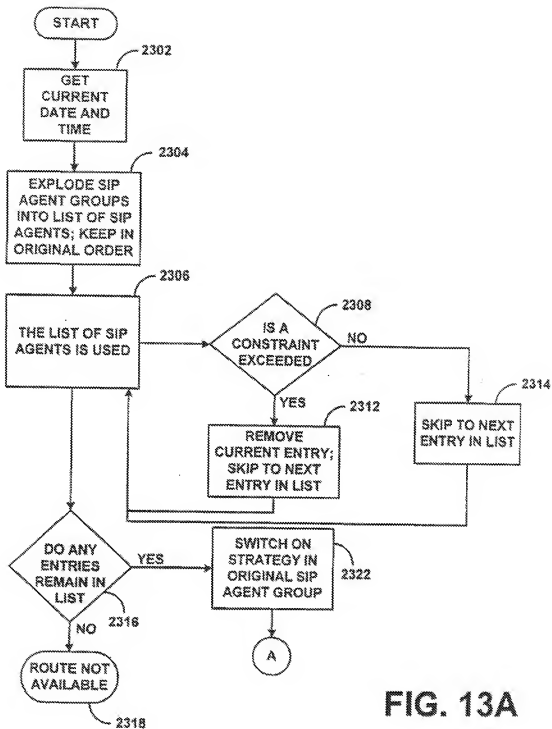 START
2302
GET
CURRENT
DATE AND
TIME
2304
EXPLODE SIP
AGENT GROUPS
INTO LIST OF SIP
AGENTS; KEEP IN
ORIGINAL ORDER
2306
THE LIST OF SIP
AGENTS IS USED
2308
IS A
CONSTRAINT
EXCEEDED
NO
YES
2312
REMOVE
CURRENT ENTRY;
SKIP TO NEXT
ENTRY IN LIST
2314
SKIP TO NEXT
ENTRY IN LIST
DO ANY
ENTRIES
REMAIN IN
LIST
2316
YES
NO
SWITCH ON
STRATEGY IN
ORIGINAL SIP
AGENT GROUP
2322
A
ROUTE NOT
AVAILABLE
2318
FIG. 13A